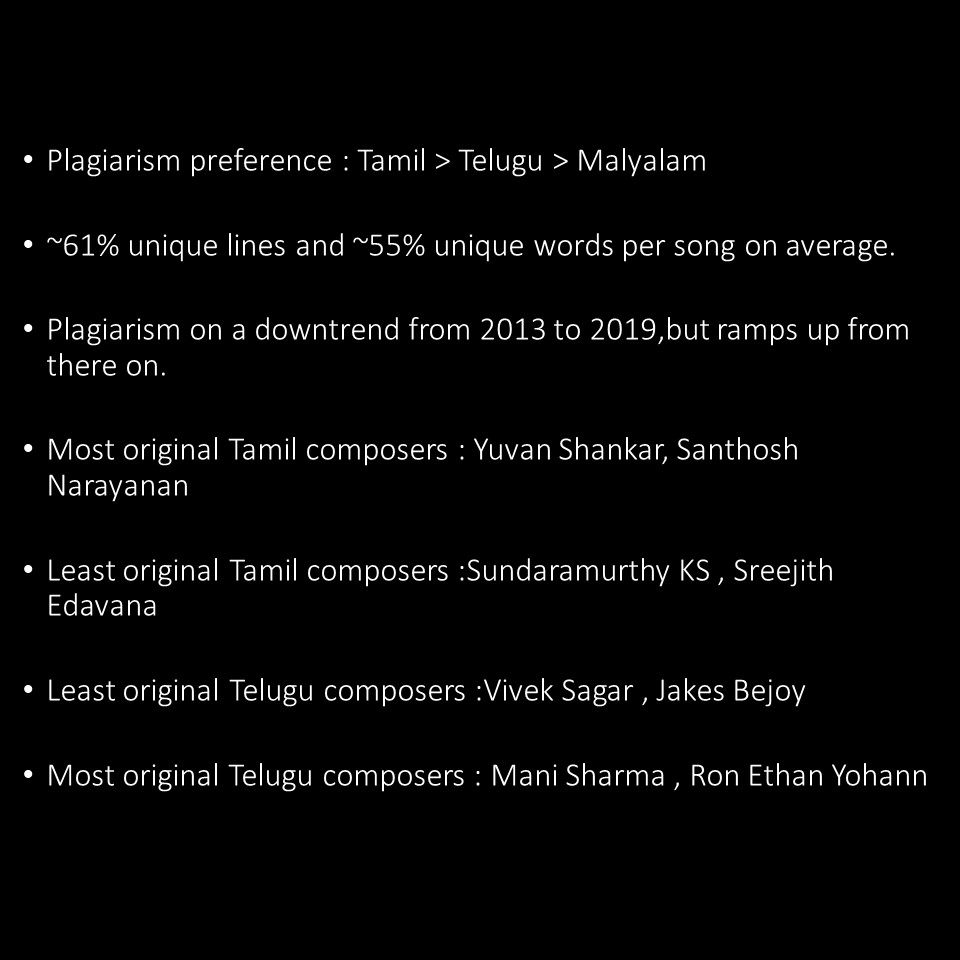 • Plagiarism preference : Tamil > Telugu > Malyalam
• ~61% unique lines and ~55% unique words per song on average.
• Plagiarism on a downtrend from 2013 to 2019,but ramps up from
there on.
• Most original Tamil composers : Yuvan Shankar, Santhosh
Narayanan
• Least original Tamil composers :Sundaramurthy KS , Sreejith
Edavana
• Least original Telugu composers :Vivek Sagar , Jakes Bejoy
• Most original Telugu composers : Mani Sharma , Ron Ethan Yohann